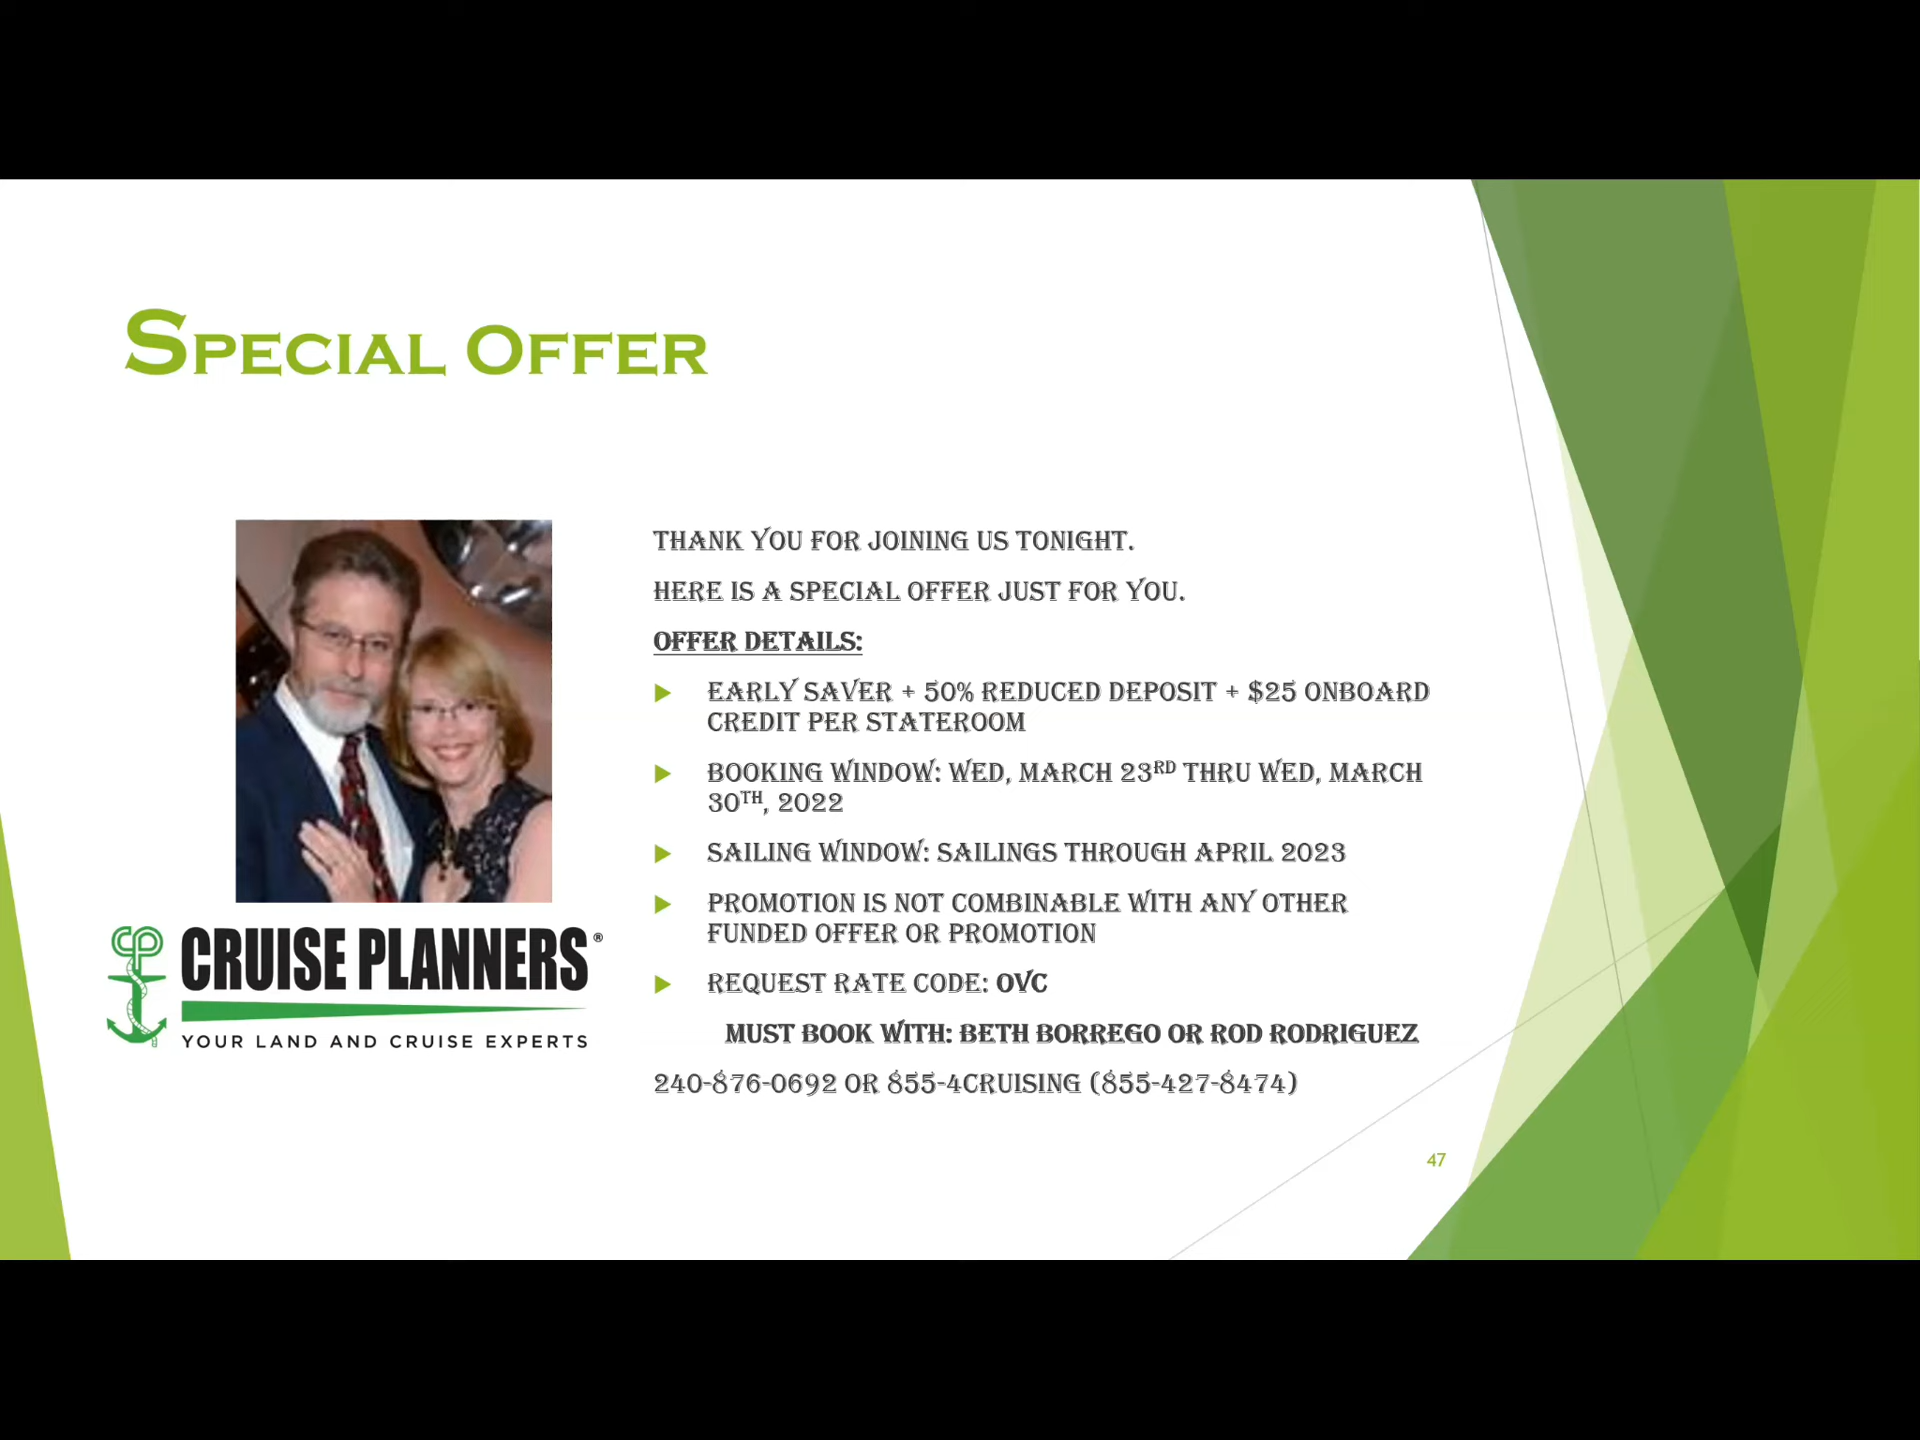 Special Offer
THANK YOU FOR JOINING US TONIGHT.
HERE IS A SPECIAL OFFER JUST FOR YOU.
OFFER DETAILS:
EARLY SAVER + 50% REDUCED DEPOSIT + $25 ONBOARD
CREDIT PER STATEROOM
BOOKING WINDOW: WED, MARCH 23RD THRU WED, MARCH
30TH, 2022
SAILING WINDOW: SAILINGS THROUGH APRIL 2023
PROMOTION IS NOT COMBINABLE WITH ANY OTHER
FUNDED OFFER OR PROMOTION
REQUEST RATE CODE: OVC
MUST BOOK WITH: BETH BORREGO OR ROD RODRIGUEZ
240-876-0692 OR 855-4CRUISING (855-427-8474)
CP
CRUISE PLANNERS®
YOUR LAND AND CRUISE EXPERTS
47